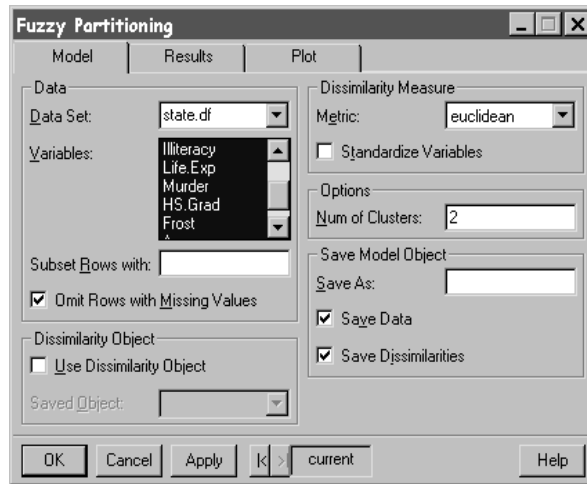 Fuzzy Partitioning
Model Results Plot
Data
Data Set: state.df
Variables: Illiteracy
Life.Exp
Murder
HS.Grad
Frost
Subset Rows with:
Omit Rows with Missing Values
Dissimilarity Object
Use Dissimilarity Object
Saved Object:
Dissimilarity Measure
Metric: euclidean
Standardize Variables
Options
Num of Clusters: 2
Save Model Object
Save As:
Save Data
Save Dissimilarities
OK Cancel Apply current Help